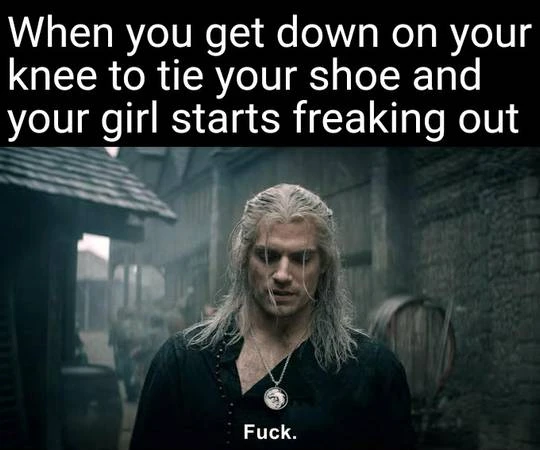 When you get down on your
knee to tie your shoe and
your girl starts freaking out
Fuck.